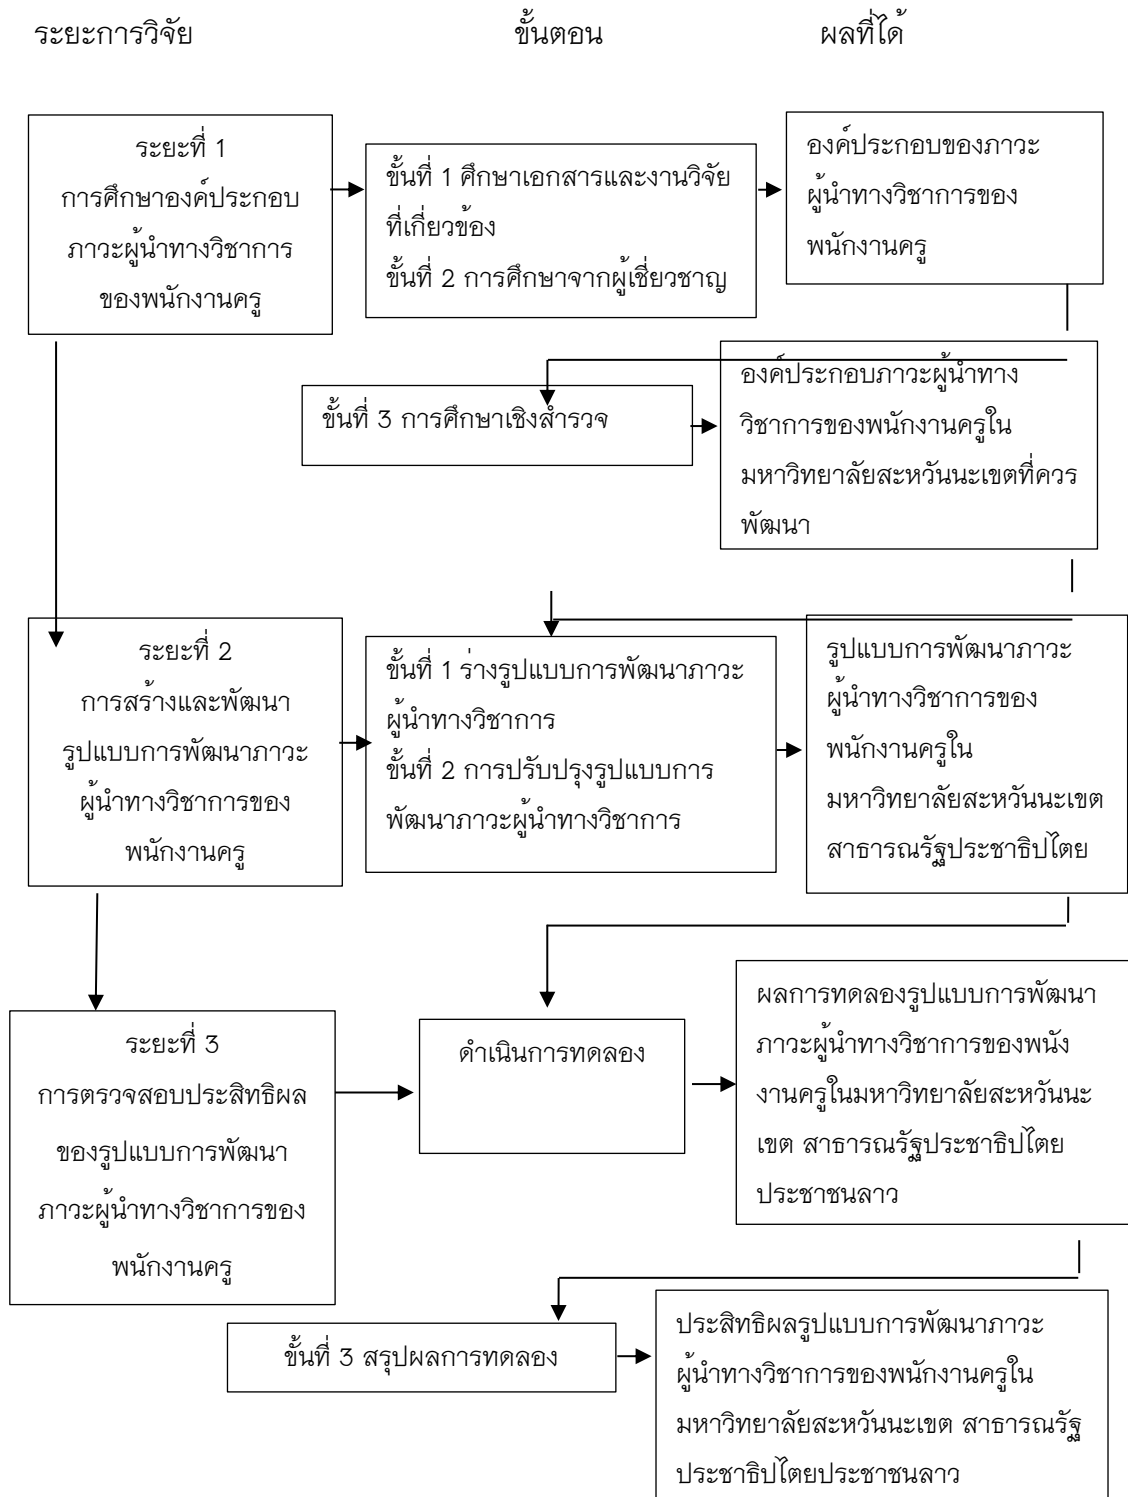 ระยะการวิจัย ขั้นตอน ผลที่ได้
ระยะที่ 1
การศึกษาองค์ประกอบ
ภาวะผู้นำทางวิชาการ
ของพนักงานครู
ขั้นที่ 1 ศึกษาเอกสารและงานวิจัย
ที่เกี่ยวข้อง
ขั้นที่ 2 การศึกษาจากผู้เชี่ยวชาญ
องค์ประกอบของภาวะ
ผู้นำทางวิชาการของ
พนักงานครู
ขั้นที่ 3 การศึกษาเชิงสำรวจ
องค์ประกอบภาวะผู้นำทาง
วิชาการของพนักงานครูใน
มหาวิทยาลัยสะหวันนะเขตที่ควร
พัฒนา
ระยะที่ 2
การสร้างและพัฒนา
รูปแบบการพัฒนาภาวะ
ผู้นำทางวิชาการของ
พนักงานครู
ขั้นที่ 1 ร่างรูปแบบการพัฒนาภาวะ
ผู้นำทางวิชาการ
ขั้นที่ 2 การปรับปรุงรูปแบบการ
พัฒนาภาวะผู้นำทางวิชาการ
รูปแบบการพัฒนาภาวะ
ผู้นำทางวิชาการของ
พนักงานครูใน
มหาวิทยาลัยสะหวันนะเขต
สาธารณรัฐประชาธิปไตย
ระยะที่ 3
การตรวจสอบประสิทธิผล
ของรูปแบบการพัฒนา
ภาวะผู้นำทางวิชาการของ
พนักงานครู
ดำเนินการทดลอง
ผลการทดลองรูปแบบการพัฒนา
ภาวะผู้นำทางวิชาการของพนัง
งานครูในมหาวิทยาลัยสะหวันนะ
เขต สาธารณรัฐประชาธิปไตย
ประชาชนลาว
ขั้นที่ 3 สรุปผลการทดลอง
ประสิทธิผลรูปแบบการพัฒนาภาวะ
ผู้นำทางวิชาการของพนักงานครูใน
มหาวิทยาลัยสะหวันนะเขต สาธารณรัฐ
ประชาธิปไตยประชาชนลาว